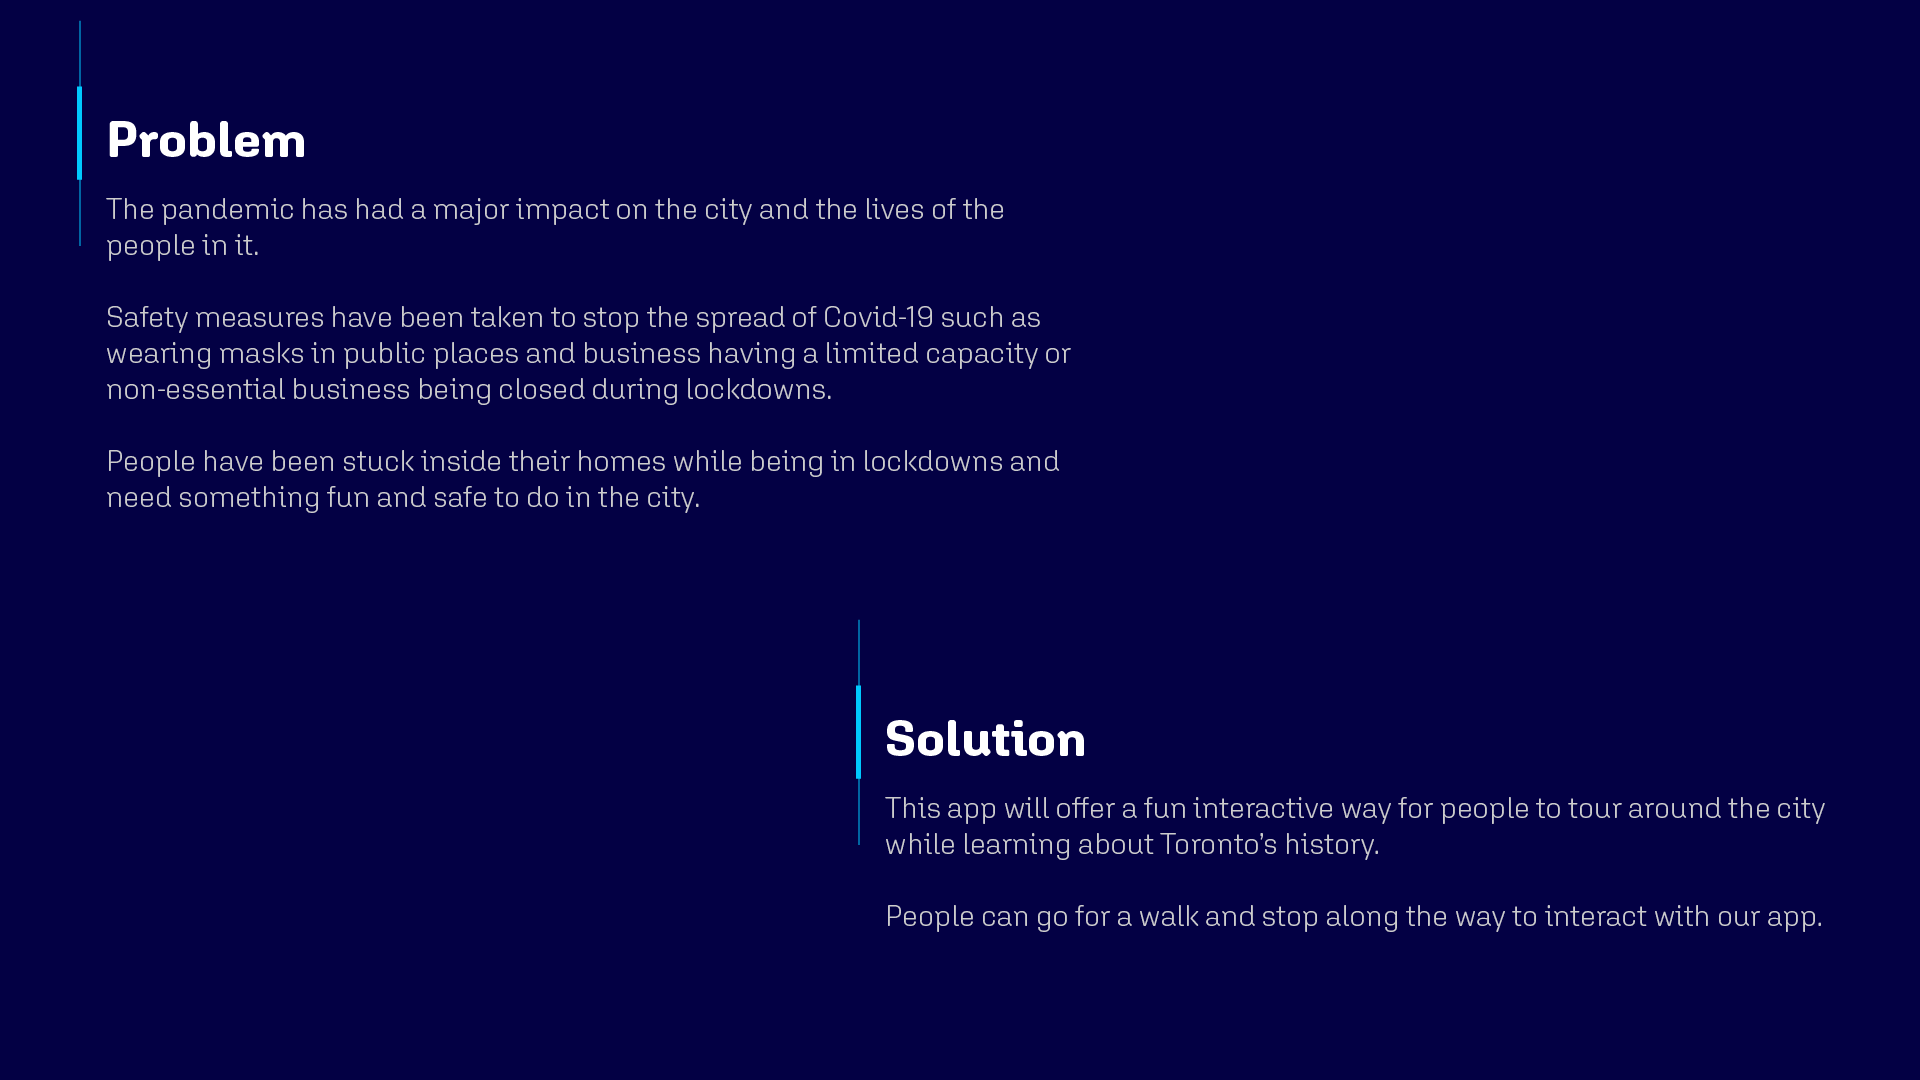 Problem
The pandemic has had a major impact on the city and the lives of the
people in it.
Safety measures have been taken to stop the spread of Covid-19 such as
wearing masks in public places and business having a limited capacity or
non-essential business being closed during lockdowns.
People have been stuck inside their homes while being in lockdowns and
need something fun and safe to do in the city.
Solution
This app will offer a fun interactive way for people to tour around the city
while learning about Toronto’s history.
People can go for a walk and stop along the way to interact with our app.